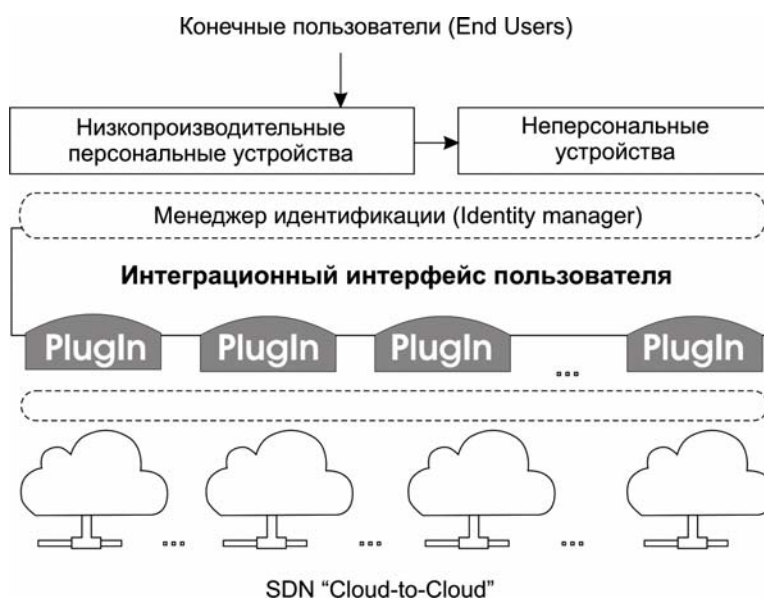 Конечные пользователи (End Users)
Низкопроизводительные
персональные устройства
Неперсональные
устройства
Менеджер идентификации (Identity manager)
Интеграционный интерфейс пользователя
PlugIn PlugIn PlugIn ... PlugIn
... ... ...
SDN “Cloud-to-Cloud”